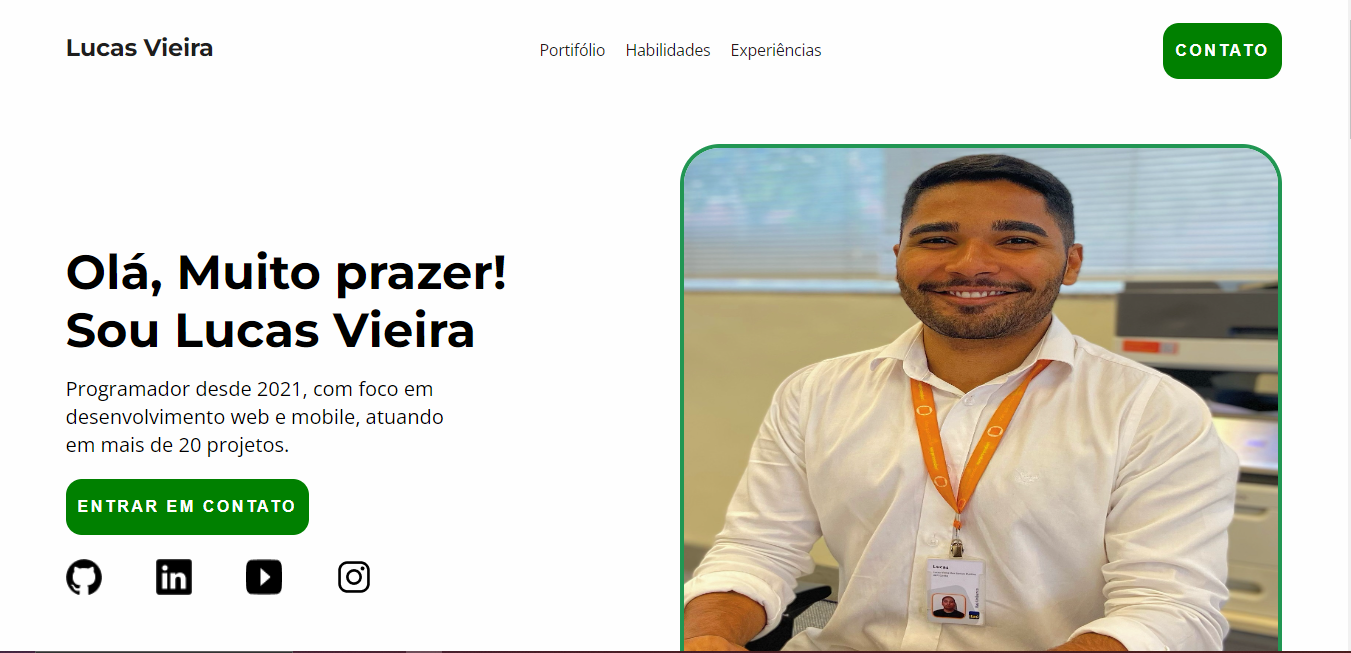 Lucas Vieira
Portifólio Habilidades Experiências
CONTATO
Olá, Muito prazer!
Sou Lucas Vieira
Programador desde 2021, com foco em
desenvolvimento web e mobile, atuando
em mais de 20 projetos.
ENTRAR EM CONTATO
in
Lucas